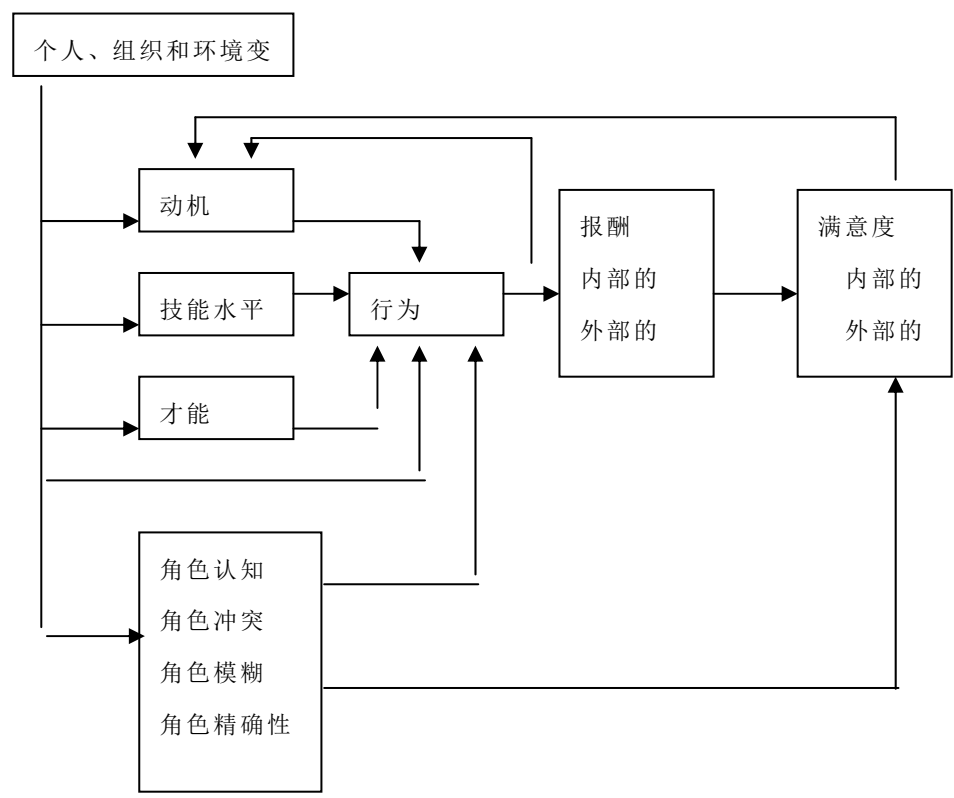 个人、组织和环境变
动机
技能水平
才能
行为
报酬
内部的
外部的
满意度
内部的
外部的
角色认知
角色冲突
角色模糊
角色精确性